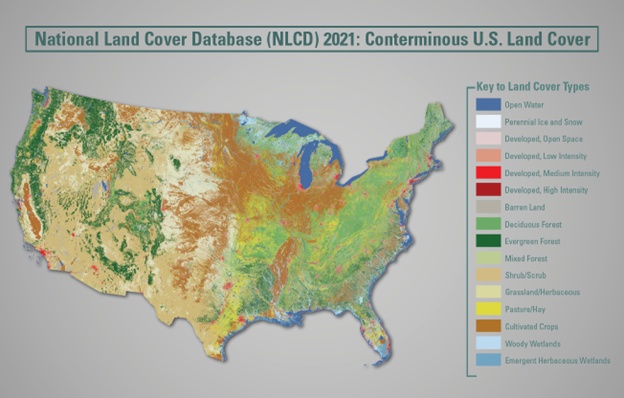 National Land Cover Database (NLCD) 2021: Conterminous U.S. Land Cover
Key to Land Cover Types
Open Water
Perennial Ice and Snow
Developed, Open Space
Developed, Low Intensity
Developed, Medium Intensity
Developed, High Intensity
Barren Land
Deciduous Forest
Evergreen Forest
Mixed Forest
Shrub/Scrub
Grassland/Herbaceous
Pasture/Hay
Cultivated Crops
Woody Wetlands
Emergent Herbaceous Wetlands